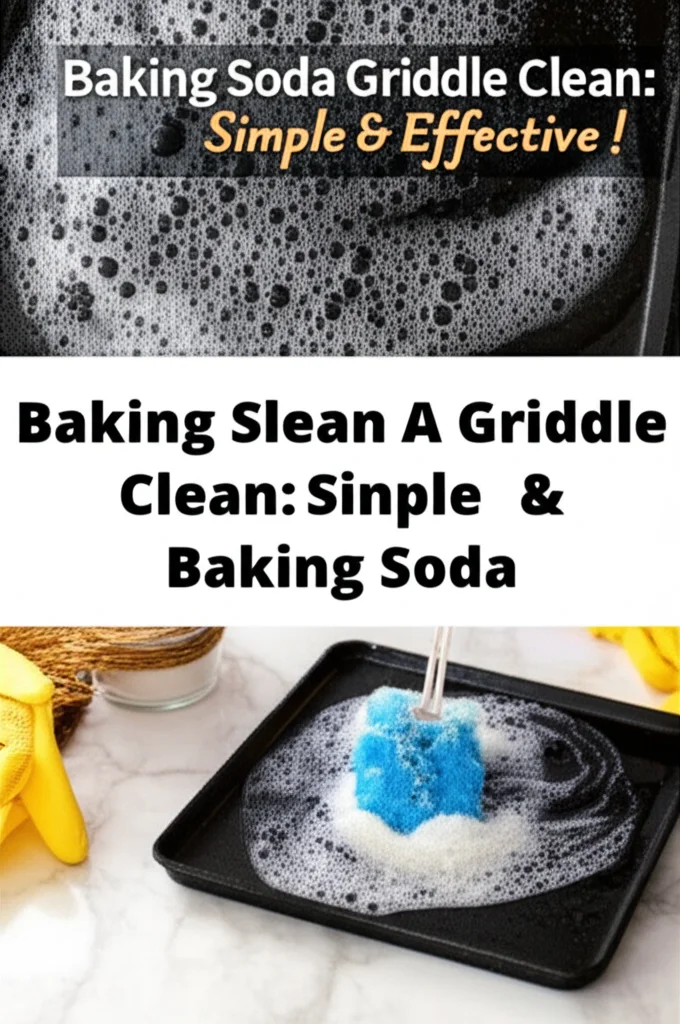 Baking Soda Griddle Clean:
Simple & Effective!
Baking Slean A Griddle
Clean: Sinple &
Baking Soda